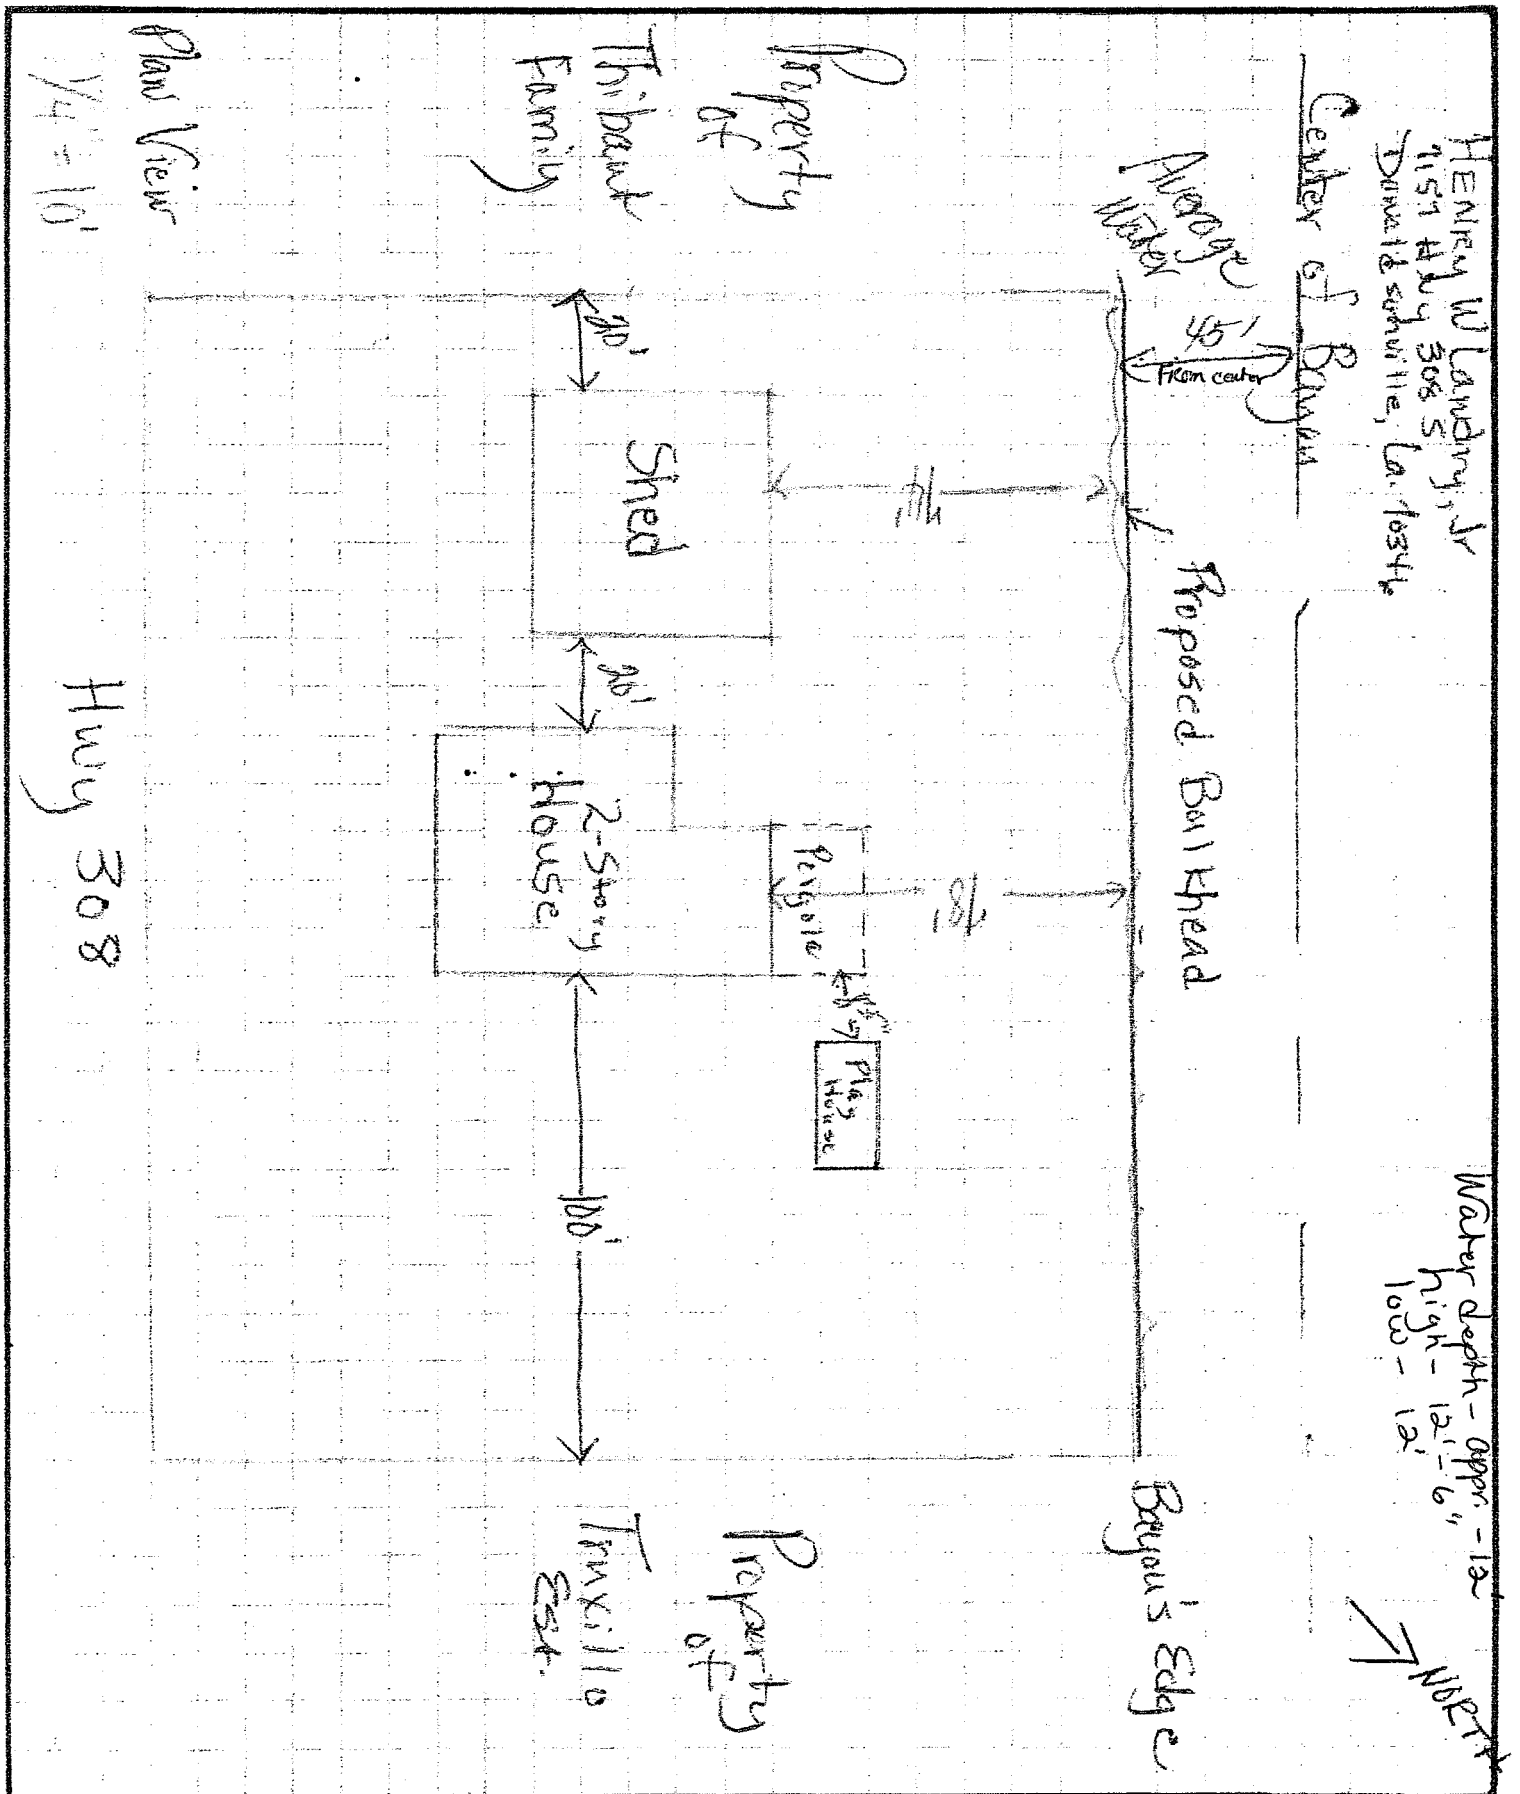 HENRY W Landry, Jr
7157 Hwy 308 S
Donaldsonville, La. 70346
Water depth - appr. - 12'
high - 12' - 6"
low - 12'
NORTH
Center of Bayou
45'
From center
Average
Water
Proposed Bulkhead
Bayou's Edge
Property
of
Thibaut
Family
20'
Shed
20'
2-Story
House
Pergola
78'
Play
House
100'
Property
of
Truxillo
Est.
Plan View
1/4" = 10'
Hwy 308